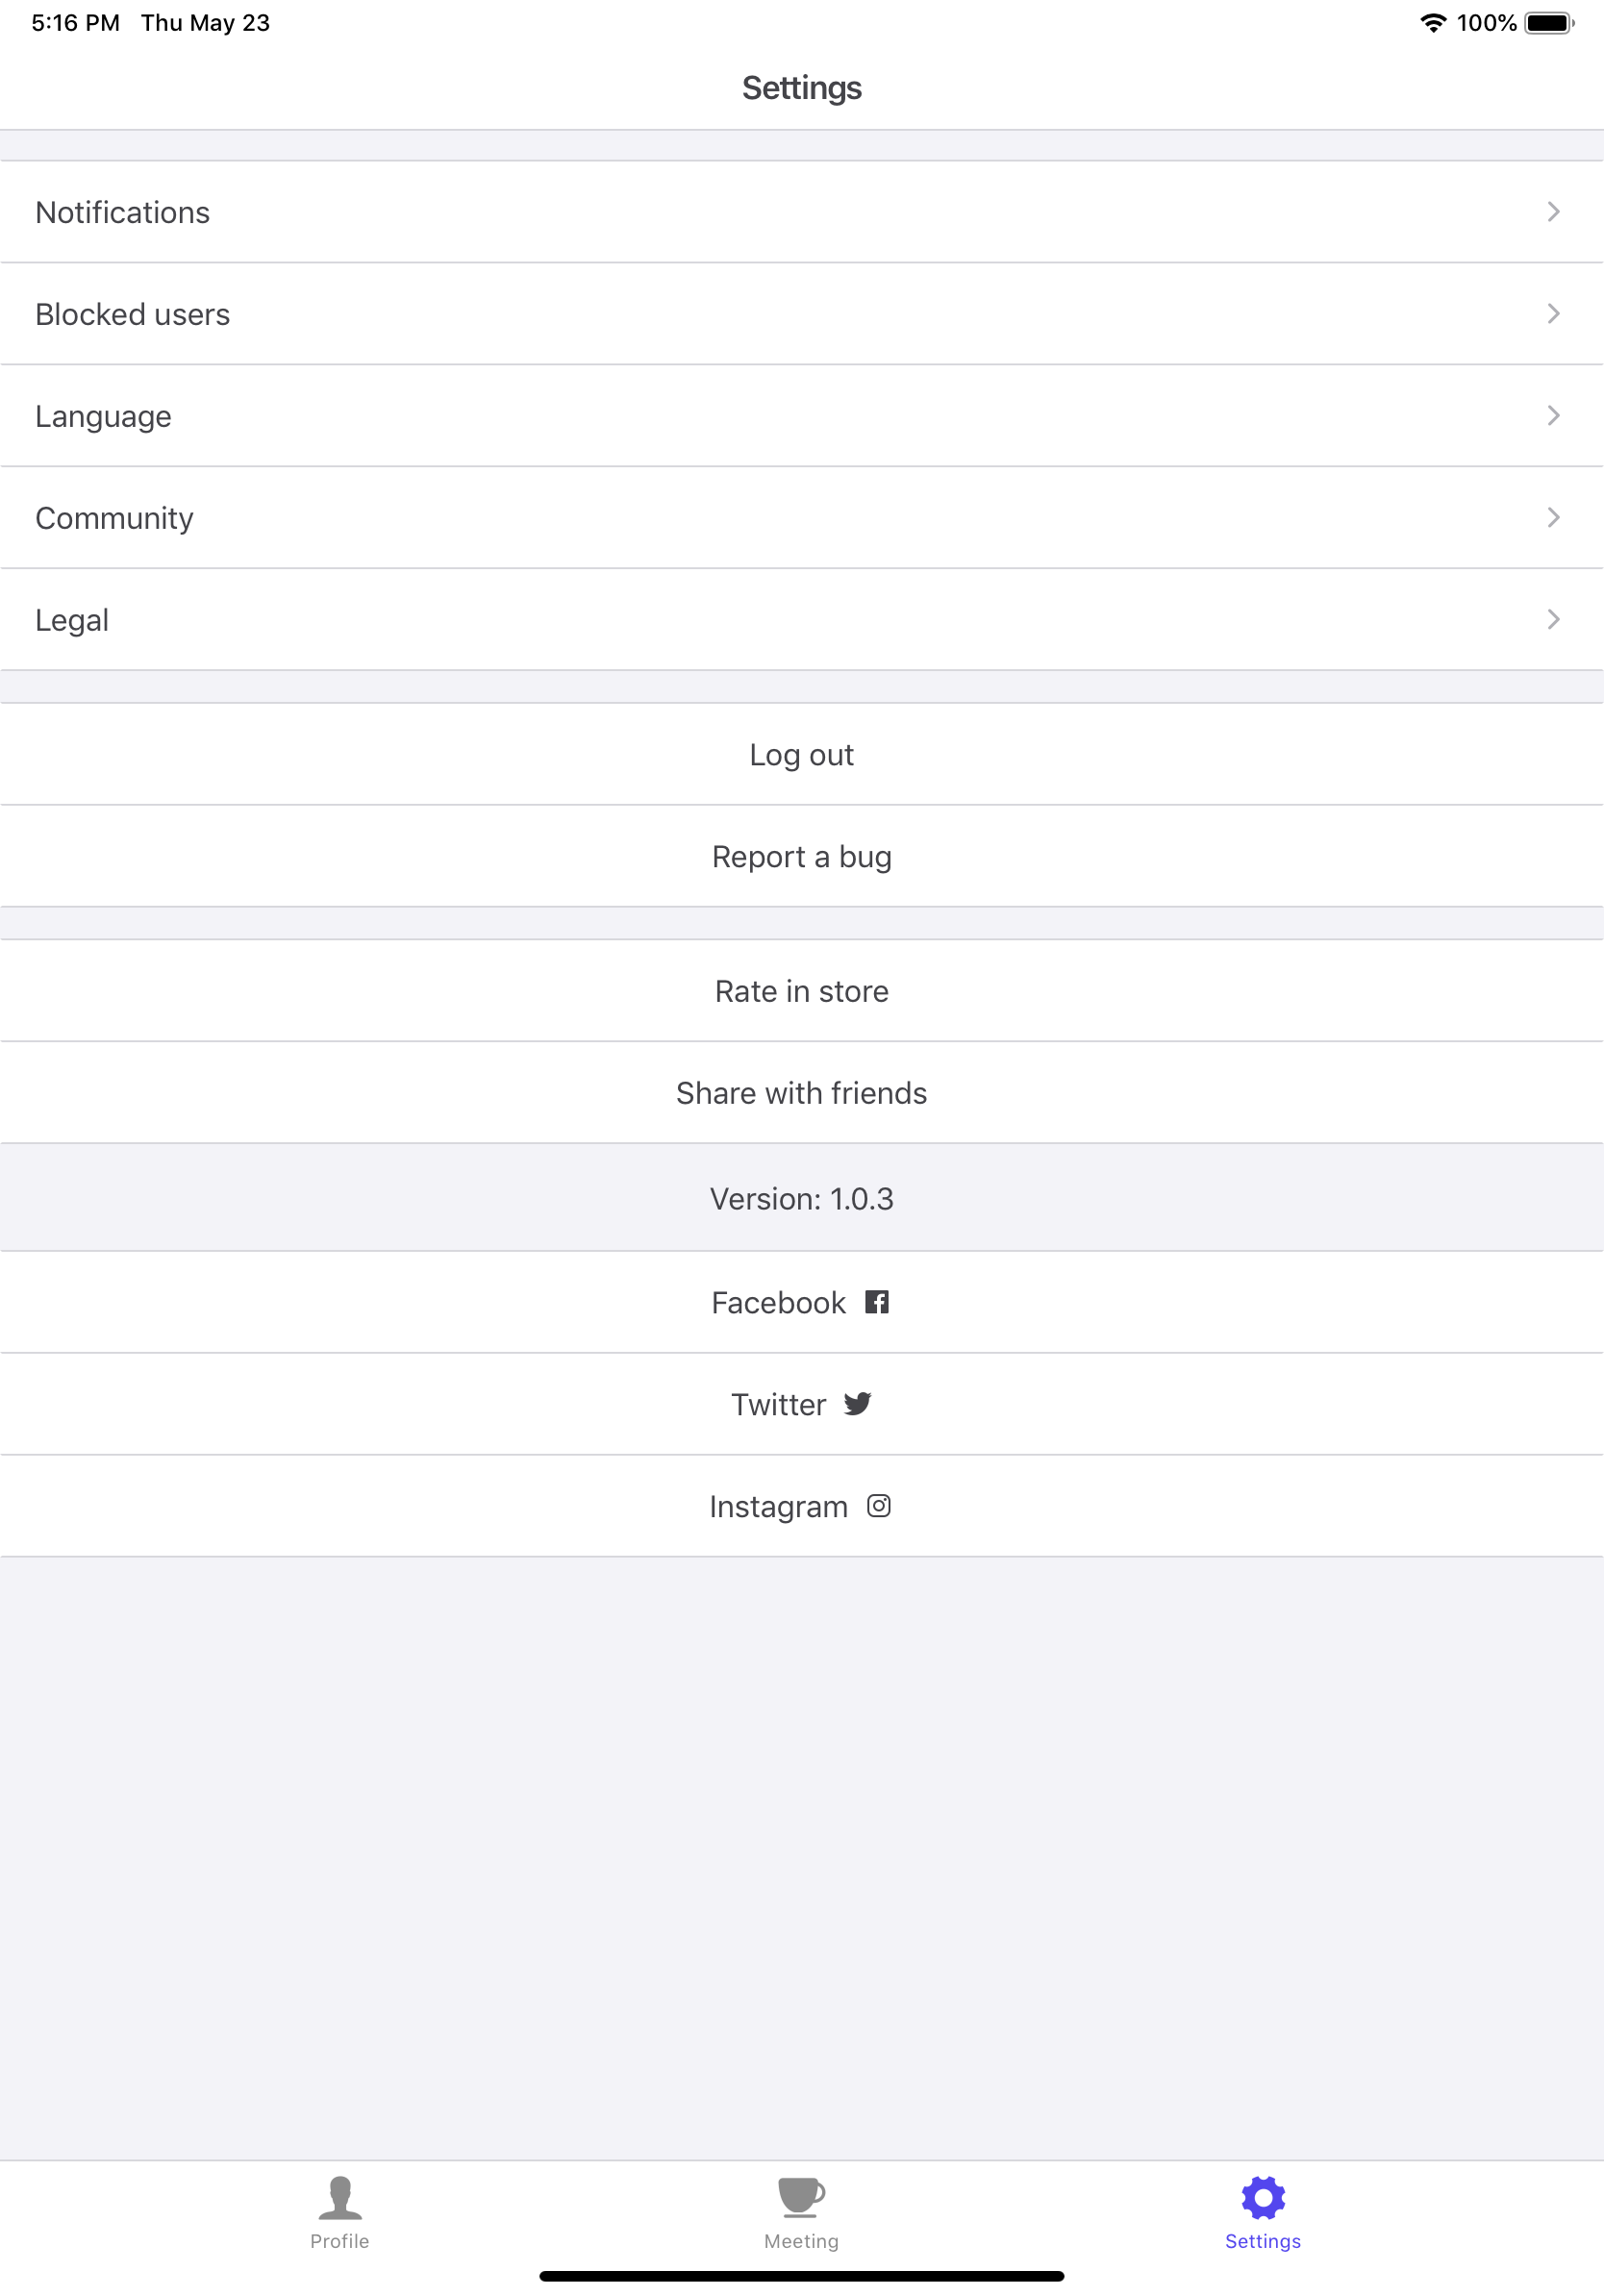 5:16 PM Thu May 23 100%
Settings
Notifications
Blocked users
Language
Community
Legal
Log out
Report a bug
Rate in store
Share with friends
Version: 1.0.3
Facebook
Twitter
Instagram
Profile Meeting Settings